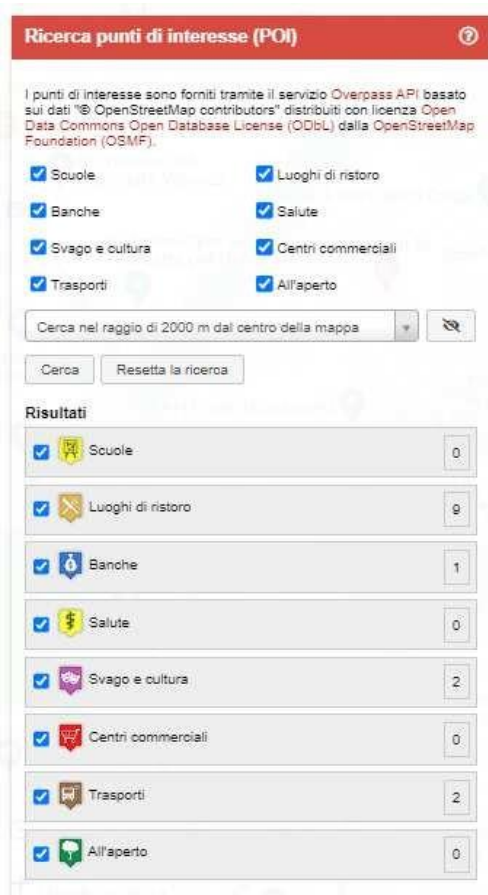 Ricerca punti di interesse (POI)
I punti di interesse sono forniti tramite il servizio Overpass API basato
sui dati "© OpenStreetMap contributors" distribuiti con licenza Open
Data Commons Open Database License (ODbL) dalla OpenStreetMap
Foundation (OSMF).
Scuole Luoghi di ristoro
Banche Salute
Svago e cultura Centri commerciali
Trasporti All'aperto
Cerca nel raggio di 2000 m dal centro della mappa
Cerca Resetta la ricerca
Risultati
Scuole 0
Luoghi di ristoro 9
Banche 1
Salute 0
Svago e cultura 2
Centri commerciali 0
Trasporti 2
All'aperto 0